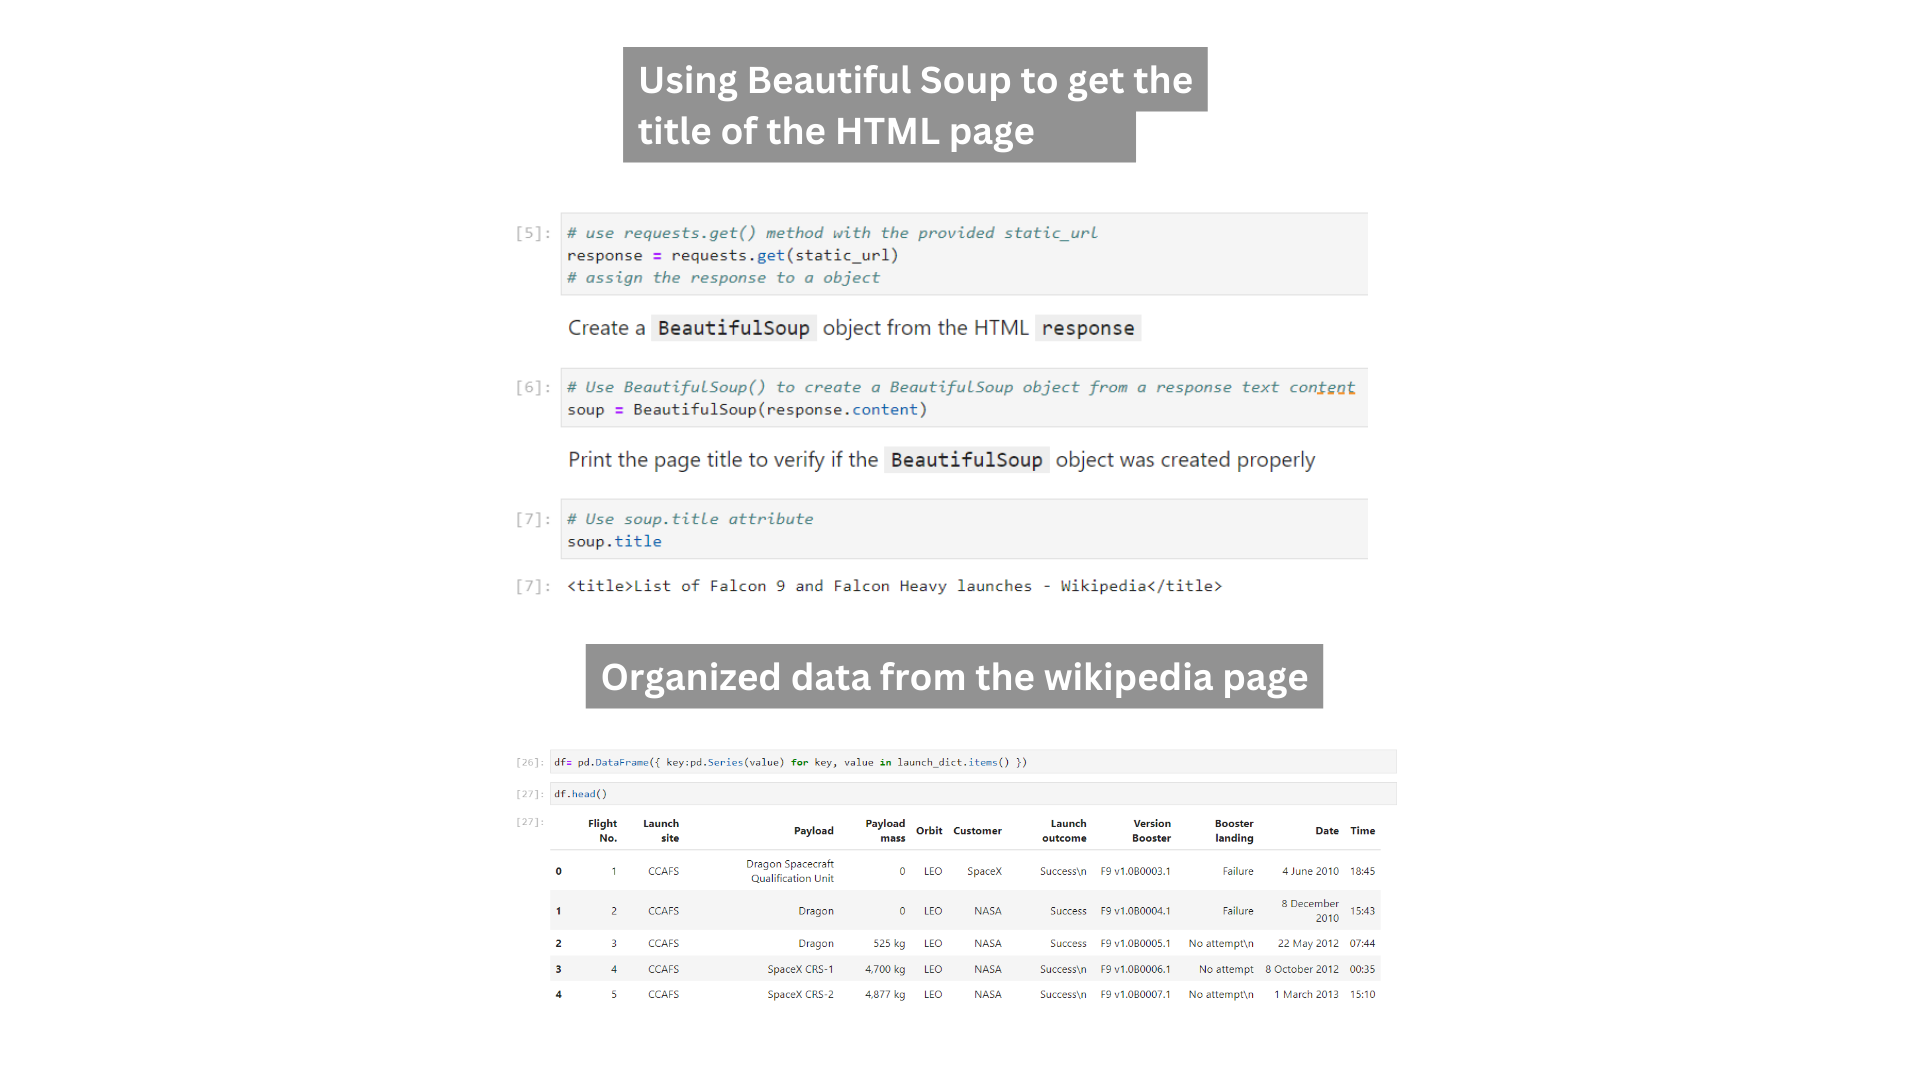 Using Beautiful Soup to get the
title of the HTML page
[5]: # use requests.get() method with the provided static_url
response = requests.get(static_url)
# assign the response to a object
Create a BeautifulSoup object from the HTML response
[6]: # Use BeautifulSoup() to create a BeautifulSoup object from a response text content
soup = BeautifulSoup(response.content)
Print the page title to verify if the BeautifulSoup object was created properly
[7]: # Use soup.title attribute
soup.title
[7]: <title>List of Falcon 9 and Falcon Heavy launches - Wikipedia</title>
Organized data from the wikipedia page
[26]: df= pd.DataFrame({ key:pd.Series(value) for key, value in launch_dict.items() })
[27]: df.head()
[27]:
Flight No. Launch site Payload Payload mass Orbit Customer Launch outcome Version Booster Booster landing Date Time
0 1 CCAFS Dragon Spacecraft Qualification Unit 0 LEO SpaceX Success\n F9 v1.0B0003.1 Failure 4 June 2010 18:45
1 2 CCAFS Dragon 0 LEO NASA Success F9 v1.0B0004.1 Failure 8 December 2010 15:43
2 3 CCAFS Dragon 525 kg LEO NASA Success F9 v1.0B0005.1 No attempt\n 22 May 2012 07:44
3 4 CCAFS SpaceX CRS-1 4,700 kg LEO NASA Success\n F9 v1.0B0006.1 No attempt 8 October 2012 00:35
4 5 CCAFS SpaceX CRS-2 4,877 kg LEO NASA Success\n F9 v1.0B0007.1 No attempt\n 1 March 2013 15:10